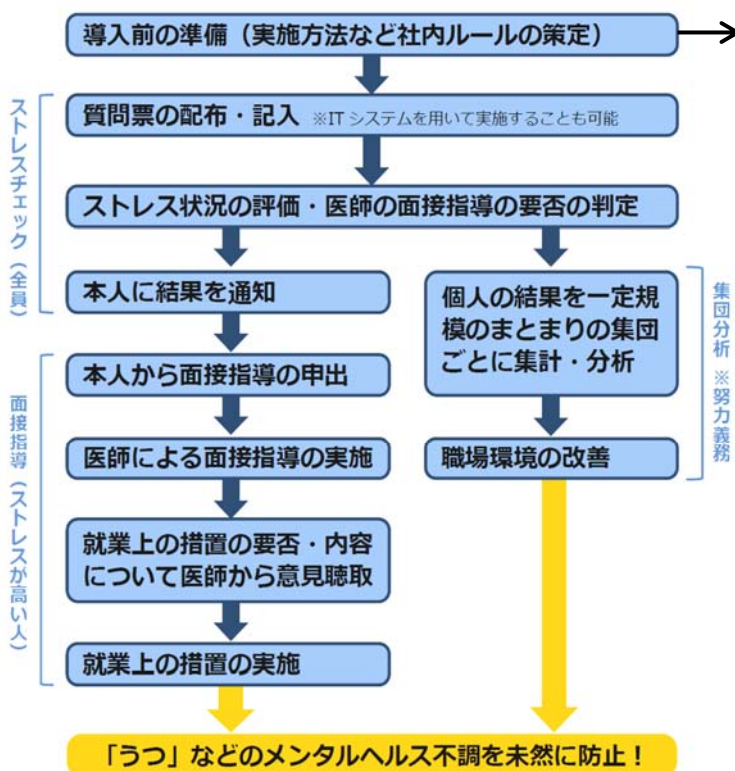 導入前の準備（実施方法など社内ルールの策定）
ストレスチェック（全員）
質問票の配布・記入 ※ITシステムを用いて実施することも可能
ストレス状況の評価・医師の面接指導の要否の判定
本人に結果を通知
面接指導（ストレスが高い人）
本人から面接指導の申出
医師による面接指導の実施
就業上の措置の要否・内容
について医師から意見聴取
就業上の措置の実施
個人の結果を一定規
模のまとまりの集団
ごとに集計・分析
職場環境の改善
集団分析 ※努力義務
「うつ」などのメンタルヘルス不調を未然に防止！